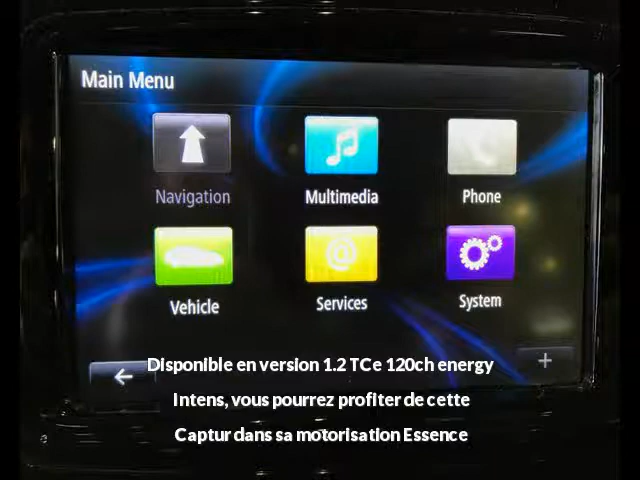 Main Menu
Navigation
Multimedia
Phone
Vehicle
Services
System
Disponible en version 1.2 TCe 120ch energy
Intens, vous pourrez profiter de cette
Captur dans sa motorisation Essence